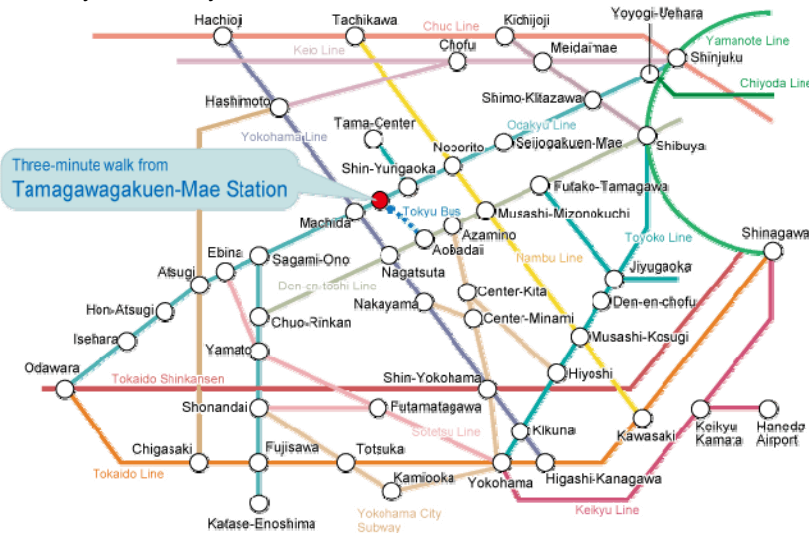 Hachioji
Tachikawa
Kichijoji
Yoyogi-Uehara
Chuo Line
Yamanote Line
Keio Line
Chofu
Meidaimae
Shinjuku
Chiyoda Line
Hashimoto
Shimo-Kitazawa
Tama-Center
Yokohama Line
Odakyu Line
Noborito
Seijogakuen-Mae
Shibuya
Shin-Yurigaoka
Three-minute walk from
Tamagawagakuen-Mae Station
Futako-Tamagawa
Tokyu Bus
Musashi-Mizonokuchi
Machida
Azamino
Toyoko Line
Shinagawa
Ebina
Aobadaii
Sagami-Ono
Nambu Line
Atsugi
Nagatsuta
Jiyugaoka
Den-en-toshi Line
Center-Kita
Hon-Atsugi
Nakayama
Den-en-chofu
Chuo-Rinkan
Center-Minami
Isehara
Musashi-Kosugi
Yamato
Odawara
Shin-Yokohama
Hiyoshi
Tokaido Shinkansen
Shonandai
Futamatagawa
Kikuna
Kawasaki
Keikyu
Kamata
Haneda
Airport
Sotetsu Line
Chigasaki
Fujisawa
Totsuka
Tokaido Line
Kamiooka
Yokohama
Higashi-Kanagawa
Yokohama City
Subway
Keikyu Line
Katase-Enoshima